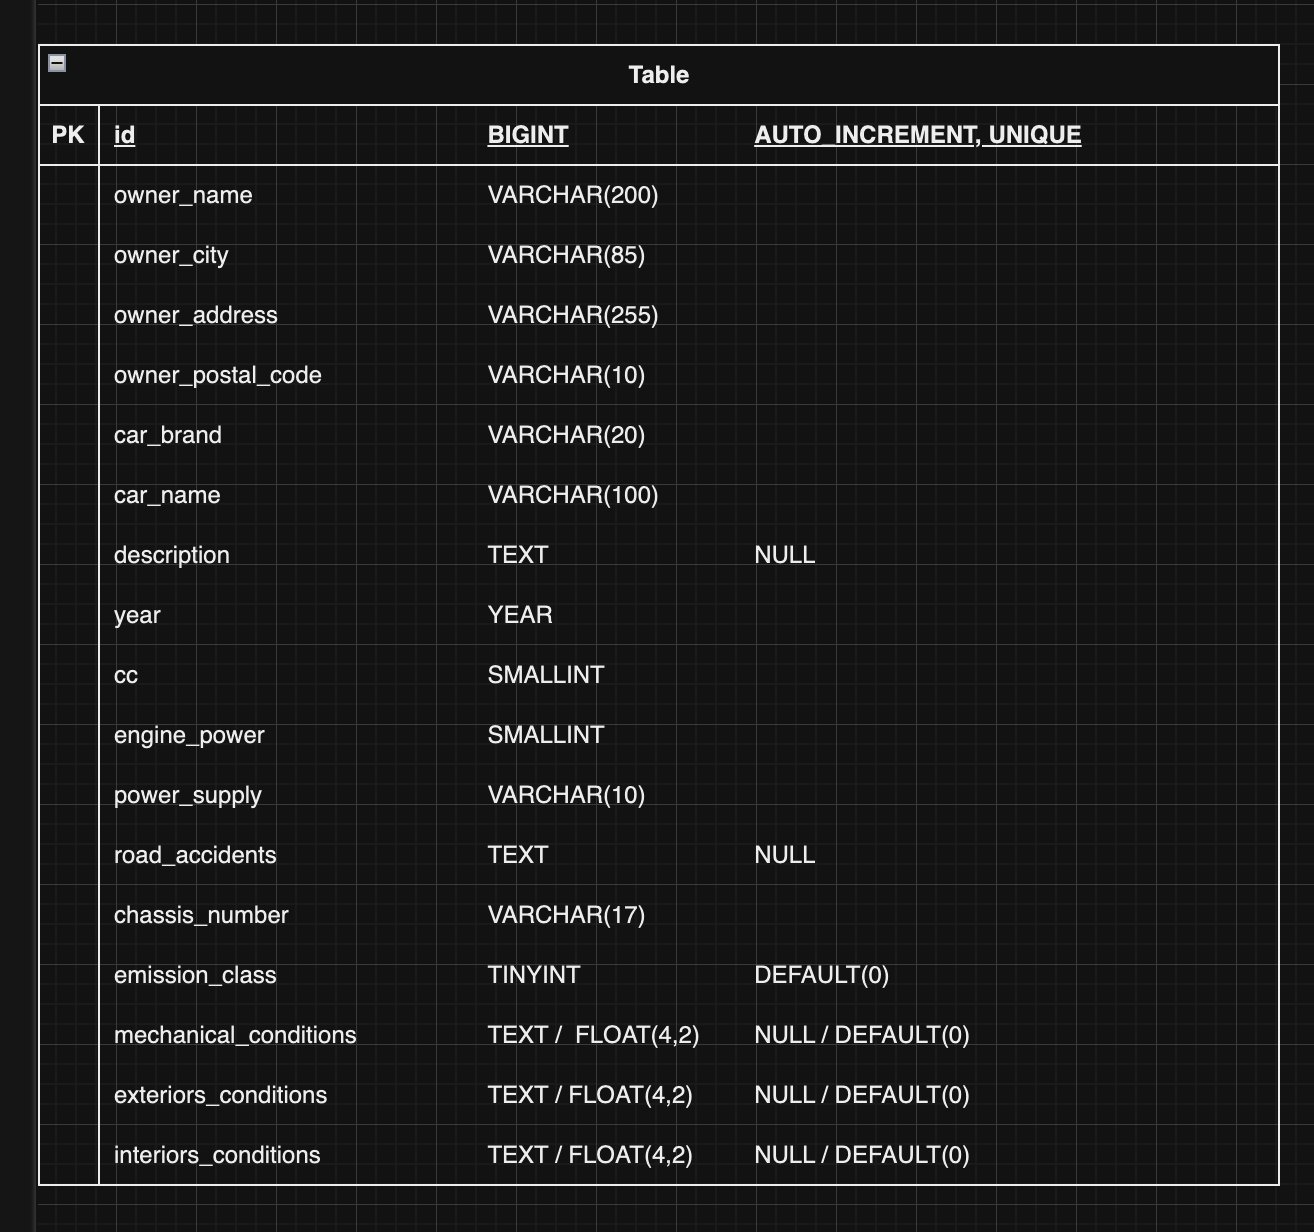 Table
PK id BIGINT AUTO_INCREMENT, UNIQUE
owner_name VARCHAR(200)
owner_city VARCHAR(85)
owner_address VARCHAR(255)
owner_postal_code VARCHAR(10)
car_brand VARCHAR(20)
car_name VARCHAR(100)
description TEXT NULL
year YEAR
cc SMALLINT
engine_power SMALLINT
power_supply VARCHAR(10)
road_accidents TEXT NULL
chassis_number VARCHAR(17)
emission_class TINYINT DEFAULT(0)
mechanical_conditions TEXT /  FLOAT(4,2) NULL / DEFAULT(0)
exteriors_conditions TEXT / FLOAT(4,2) NULL / DEFAULT(0)
interiors_conditions TEXT / FLOAT(4,2) NULL / DEFAULT(0)